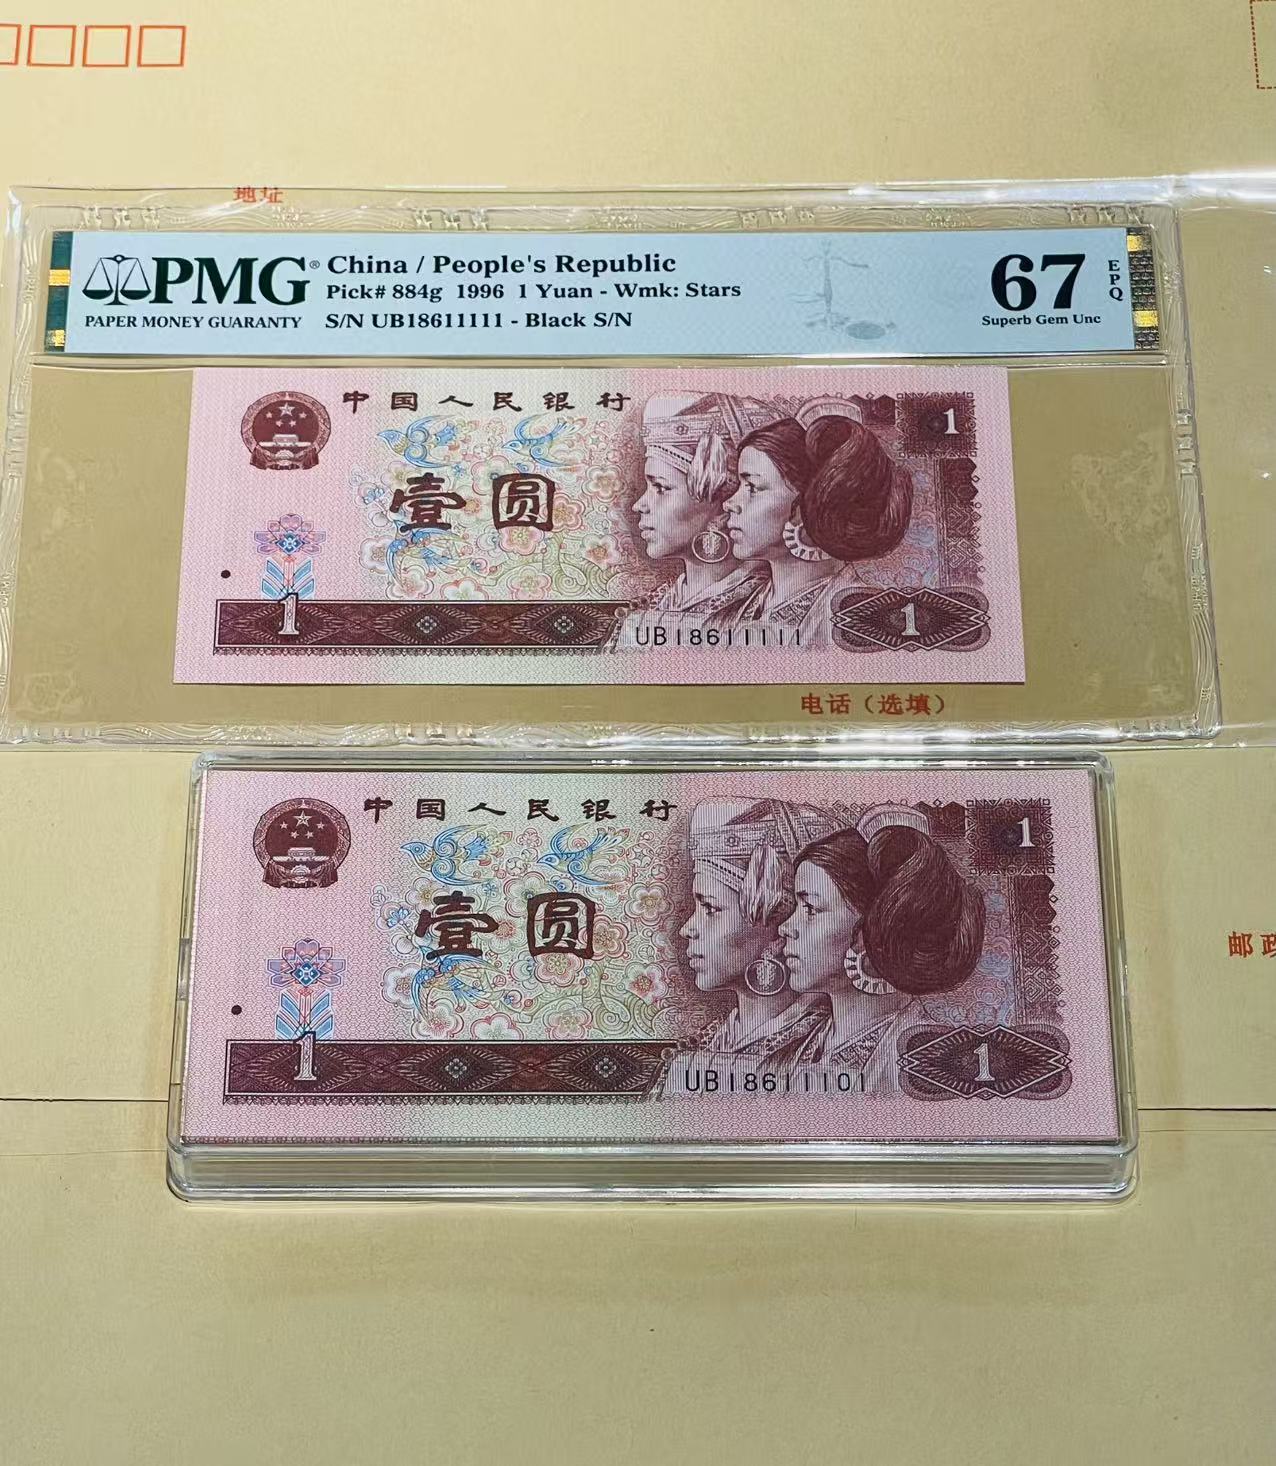 地址
PMG® China / People's Republic 67 EPQ
Pick# 884g 1996 1 Yuan - Wmk: Stars
PAPER MONEY GUARANTY S/N UB18611111 - Black S/N Superb Gem Unc
中国人民银行 1
壹圆
1 UB18611111 1
电话（选填）
中国人民银行 1
壹圆
邮政
1 UB18611101 1